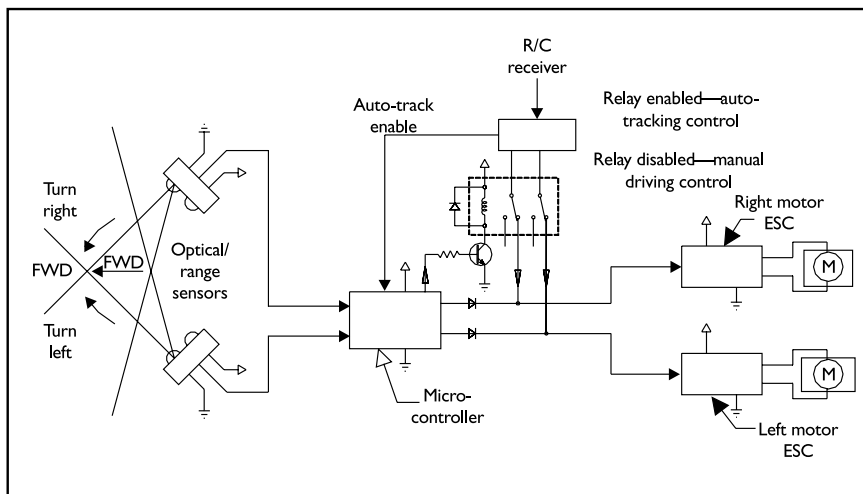 R/C
receiver
Auto-track
enable
Relay enabled—auto-
tracking control
Relay disabled—manual
driving control
Turn
right
FWD
FWD
Turn
left
Optical/
range
sensors
Right motor
ESC
M
Micro-
controller
M
Left motor
ESC